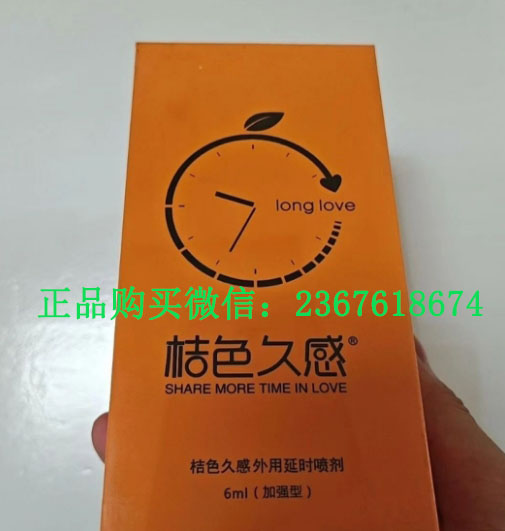 long love
正品购买微信：2367618674
桔色久感®
SHARE MORE TIME IN LOVE
桔色久感外用延时喷剂
6ml（加强型）